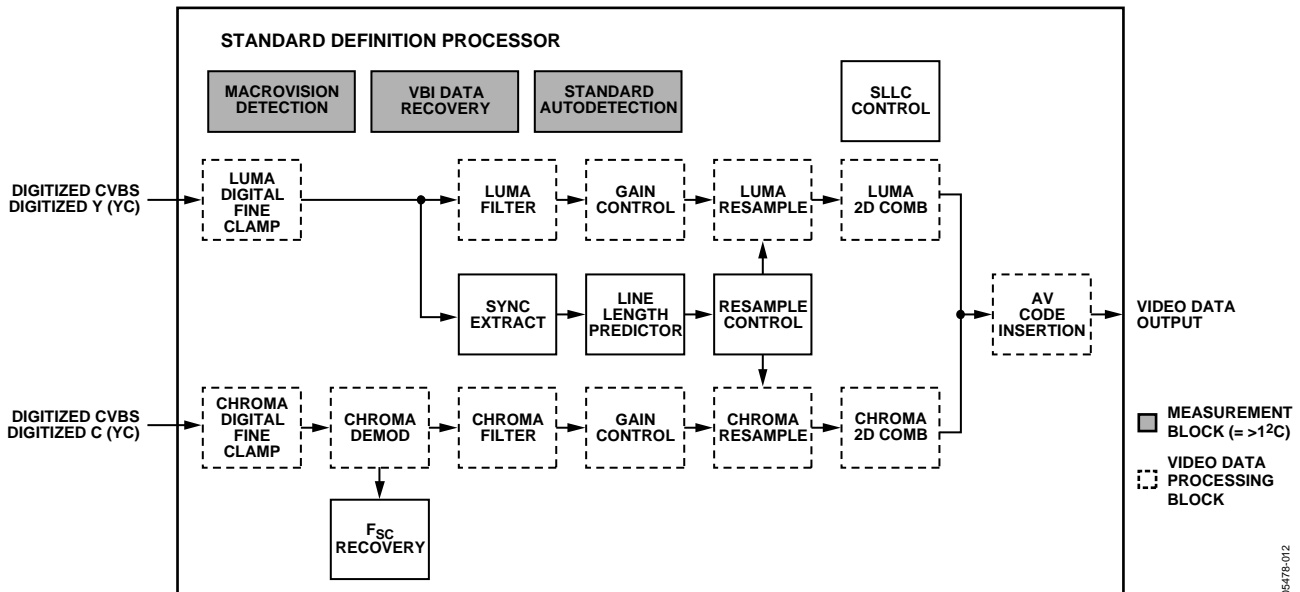 STANDARD DEFINITION PROCESSOR
MACROVISION
DETECTION
VBI DATA
RECOVERY
STANDARD
AUTODETECTION
SLLC
CONTROL
DIGITIZED CVBS
DIGITIZED Y (YC)
LUMA
DIGITAL
FINE
CLAMP
LUMA
FILTER
GAIN
CONTROL
LUMA
RESAMPLE
LUMA
2D COMB
SYNC
EXTRACT
LINE
LENGTH
PREDICTOR
RESAMPLE
CONTROL
AV
CODE
INSERTION
VIDEO DATA
OUTPUT
DIGITIZED CVBS
DIGITIZED C (YC)
CHROMA
DIGITAL
FINE
CLAMP
CHROMA
DEMOD
CHROMA
FILTER
GAIN
CONTROL
CHROMA
RESAMPLE
CHROMA
2D COMB
FSC
RECOVERY
MEASUREMENT
BLOCK (= >1²C)
VIDEO DATA
PROCESSING
BLOCK
05478-012